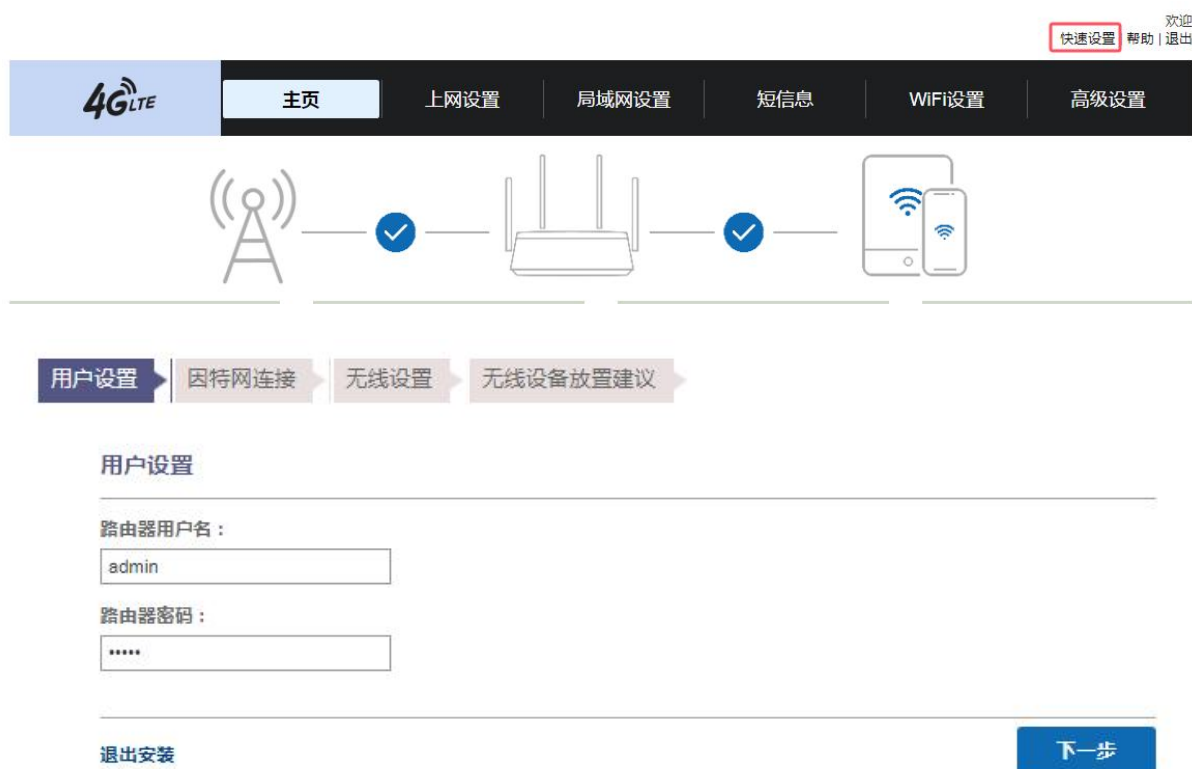 欢迎
快速设置 帮助 | 退出
4G LTE 主页 上网设置 局域网设置 短信息 WiFi设置 高级设置
用户设置 因特网连接 无线设置 无线设备放置建议
用户设置
路由器用户名：
admin
路由器密码：
•••••
退出安装 下一步